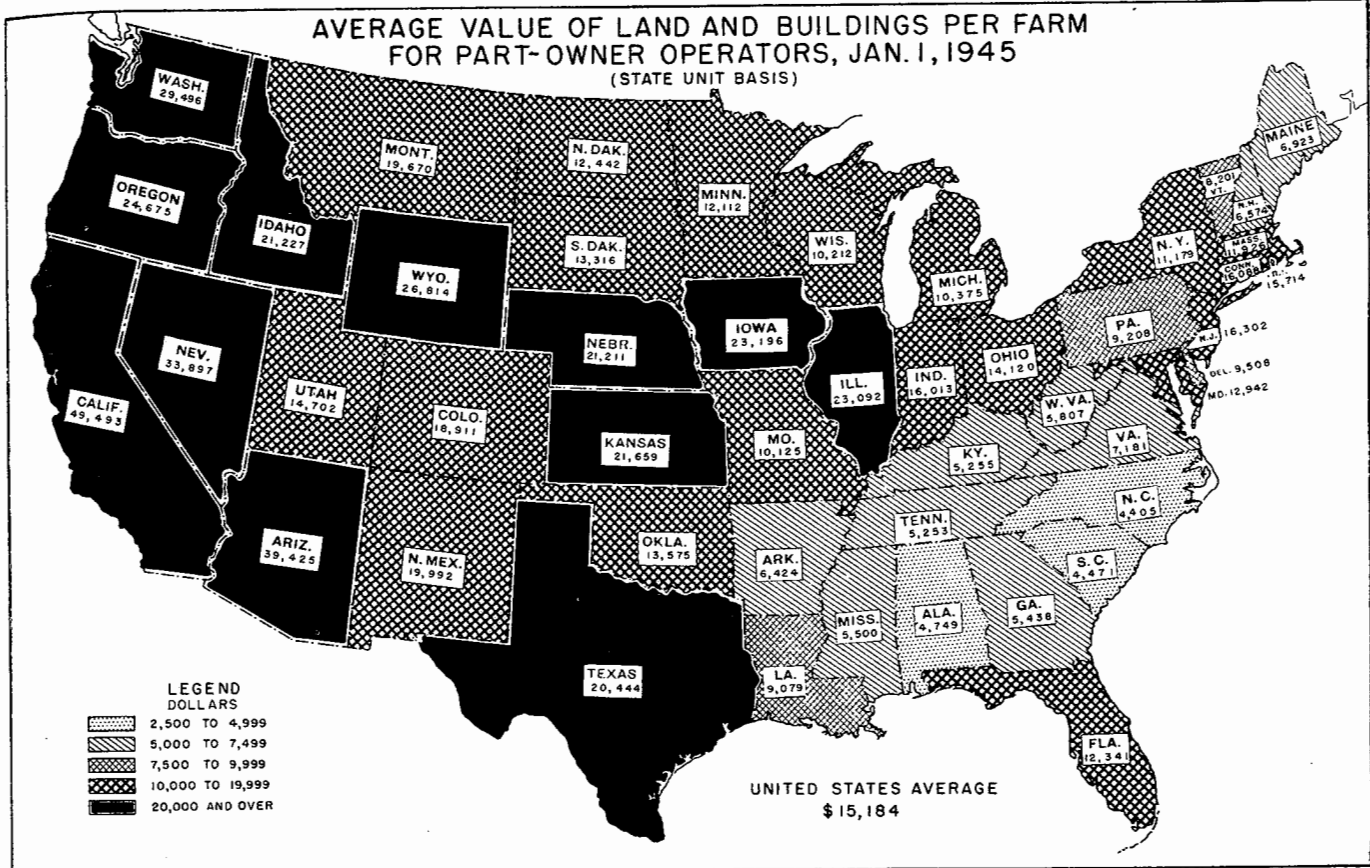 AVERAGE VALUE OF LAND AND BUILDINGS PER FARM
FOR PART-OWNER OPERATORS, JAN. 1, 1945
(STATE UNIT BASIS)
WASH.
29,496
OREGON
24,675
CALIF.
49,493
NEV.
33,897
IDAHO
21,227
MONT.
19,670
WYO.
26,814
UTAH
14,702
ARIZ.
39,425
COLO.
18,911
N. MEX.
19,992
N. DAK.
12,442
S. DAK.
13,316
NEBR.
21,211
KANSAS
21,659
OKLA.
13,575
TEXAS
20,444
MINN.
12,112
IOWA
23,196
MO.
10,125
ARK.
6,424
LA.
9,079
WIS.
10,212
ILL.
23,092
MICH.
10,375
IND.
16,013
OHIO
14,120
KY.
5,255
TENN.
5,253
MISS.
5,500
ALA.
4,749
GA.
5,438
FLA.
12,341
S. C.
4,471
N. C.
4,405
VA.
7,181
W. VA.
5,807
PA.
9,208
N. Y.
11,179
MAINE
6,923
8,201
VT.
N.H.
6,574
MASS.
11,926
CONN.
16,088
R.I.
15,714
N.J. 16,302
DEL. 9,508
MD. 12,942
LEGEND
DOLLARS
2,500 TO 4,999
5,000 TO 7,499
7,500 TO 9,999
10,000 TO 19,999
20,000 AND OVER
UNITED STATES AVERAGE
$15,184